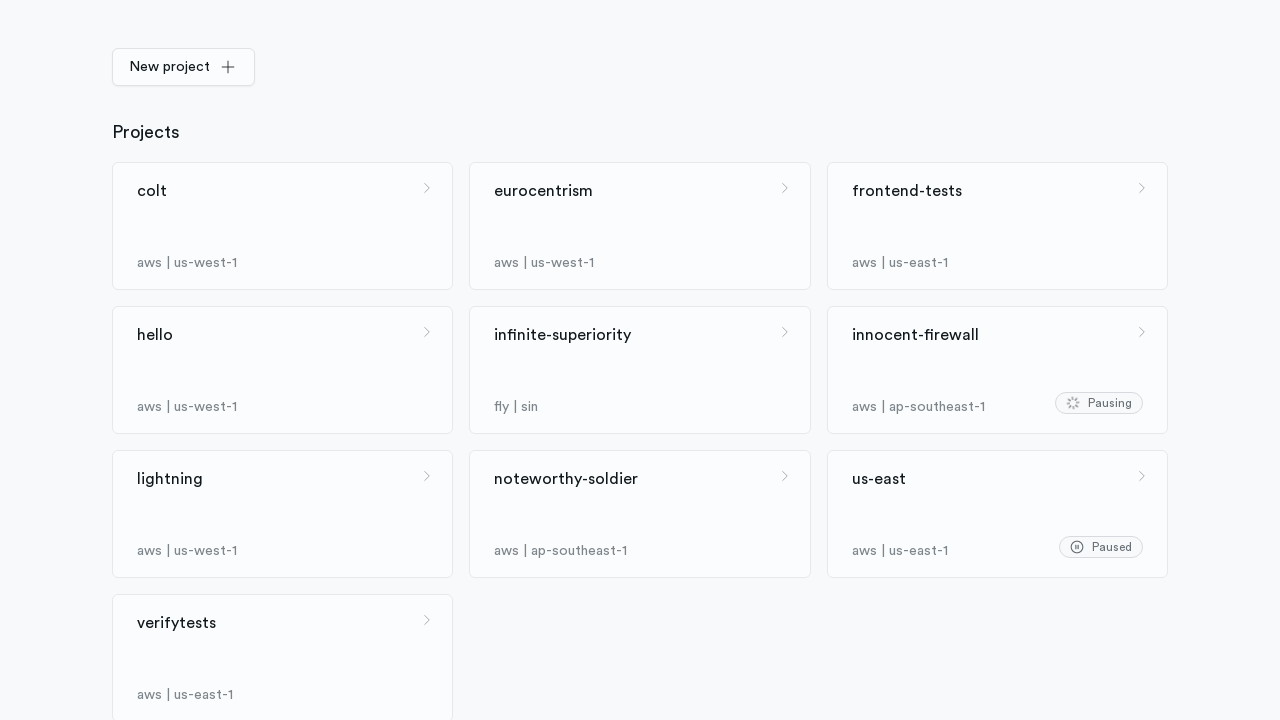 New project
Projects
colt
aws | us-west-1
eurocentrism
aws | us-west-1
frontend-tests
aws | us-east-1
hello
aws | us-west-1
infinite-superiority
fly | sin
innocent-firewall
aws | ap-southeast-1
Pausing
lightning
aws | us-west-1
noteworthy-soldier
aws | ap-southeast-1
us-east
aws | us-east-1
Paused
verifytests
aws | us-east-1